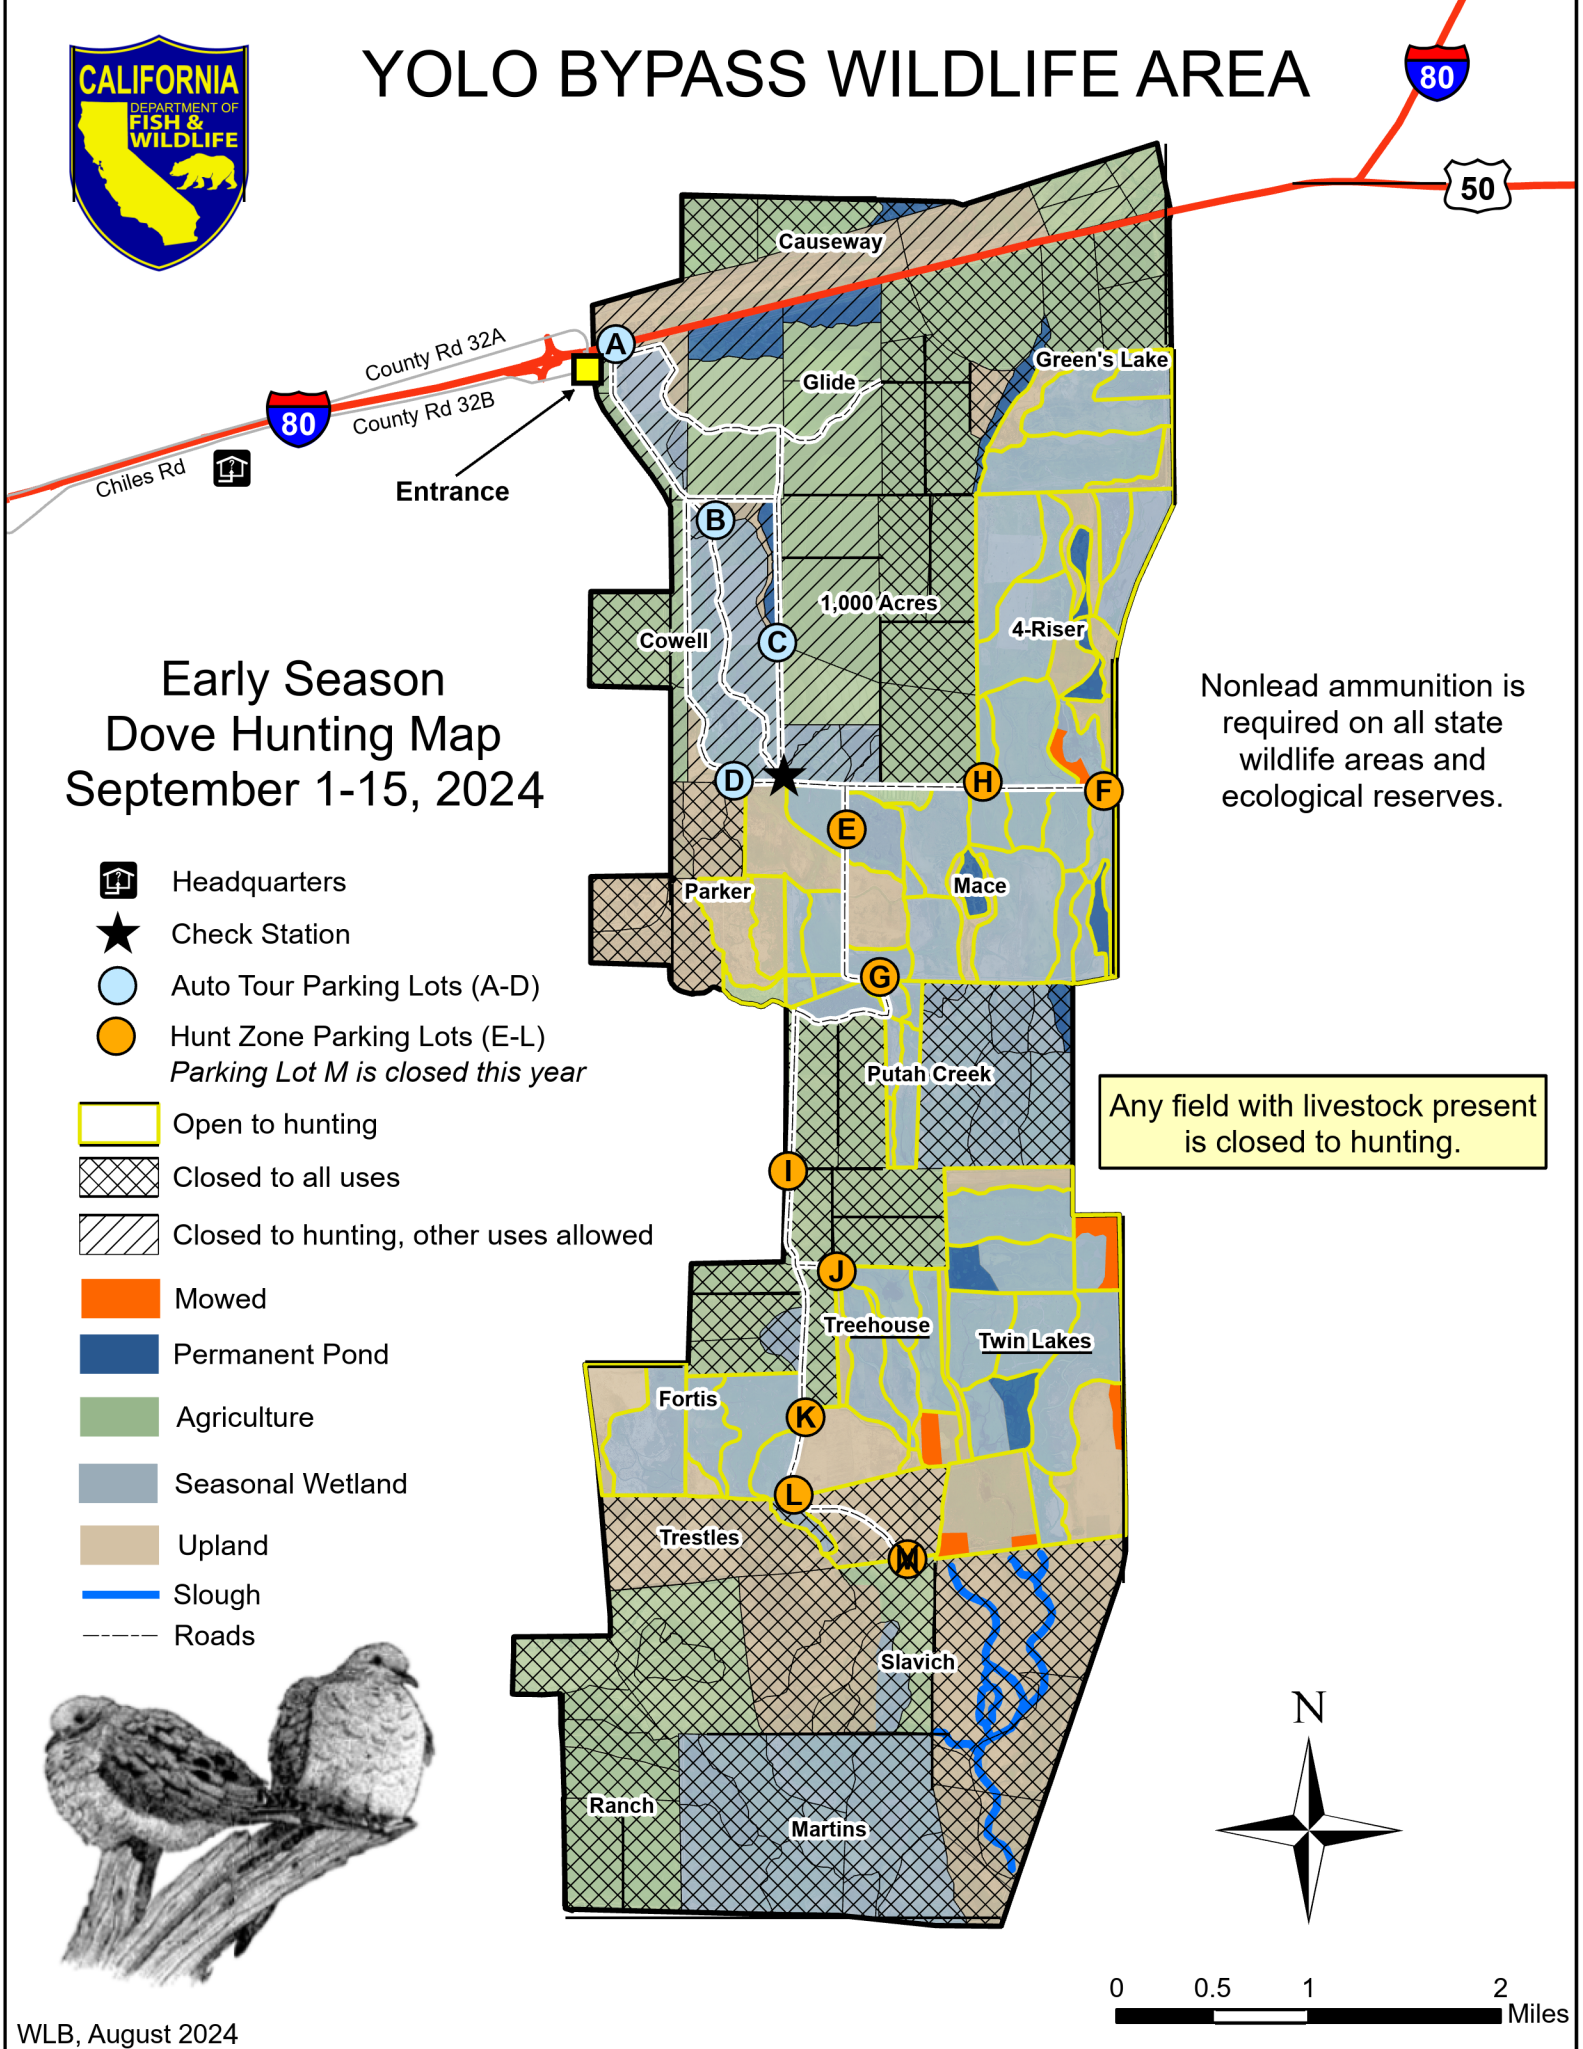 YOLO BYPASS WILDLIFE AREA
CALIFORNIA
DEPARTMENT OF
FISH &
WILDLIFE
80
50
Causeway
County Rd 32A
A
Green's Lake
Glide
County Rd 32B
80
Chiles Rd
Entrance
B
1,000 Acres
4-Riser
Cowell
C
Early Season
Dove Hunting Map
September 1-15, 2024
Nonlead ammunition is
required on all state
wildlife areas and
ecological reserves.
D
H
F
E
Parker
Mace
G
Headquarters
Check Station
Auto Tour Parking Lots (A-D)
Hunt Zone Parking Lots (E-L)
Parking Lot M is closed this year
Open to hunting
Closed to all uses
Closed to hunting, other uses allowed
Mowed
Permanent Pond
Agriculture
Seasonal Wetland
Upland
Slough
Roads
Putah Creek
Any field with livestock present
is closed to hunting.
I
J
Treehouse
Twin Lakes
Fortis
K
L
Trestles
M
Slavich
Ranch
Martins
N
0 0.5 1 2
Miles
WLB, August 2024